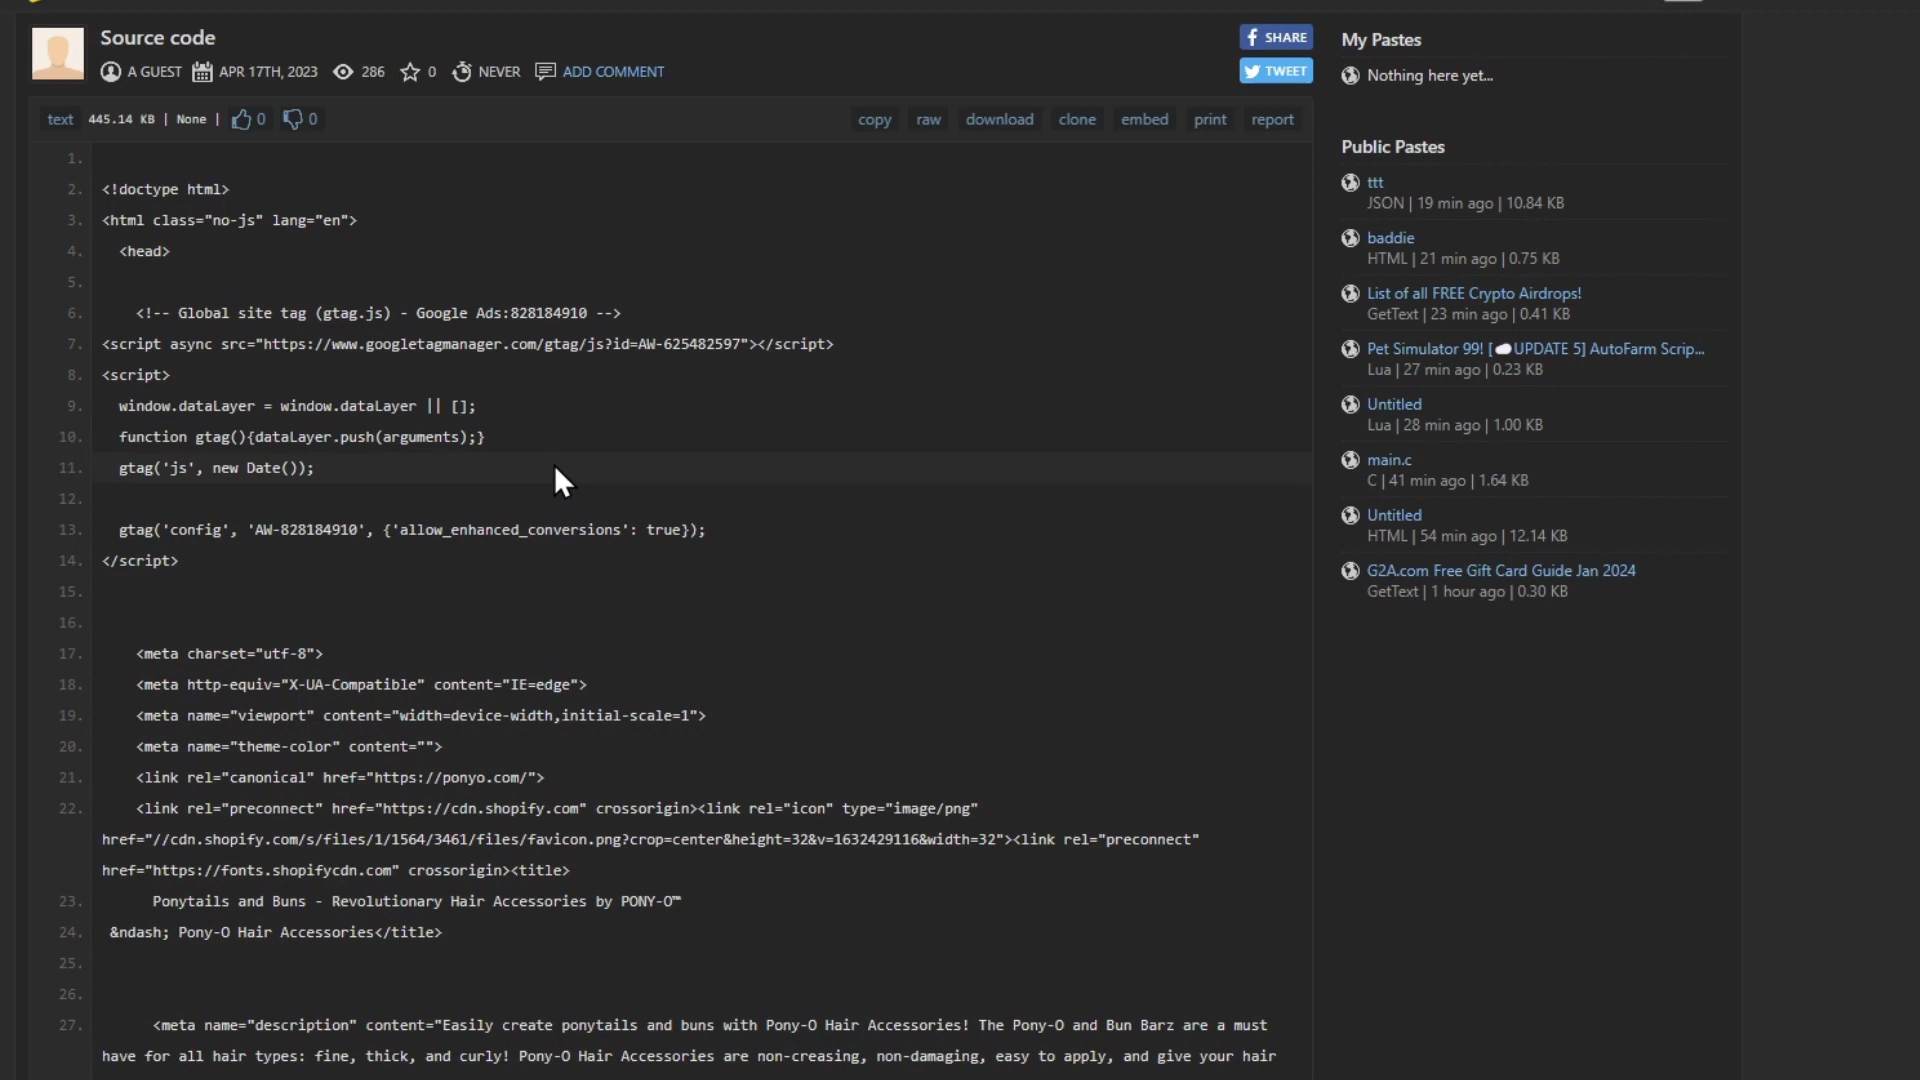 Source code
A GUEST APR 17TH, 2023 286 0 NEVER ADD COMMENT
SHARE
TWEET
text 445.14 KB | None | 0 0
copy raw download clone embed print report
1.
2. <!doctype html>
3. <html class="no-js" lang="en">
4. <head>
5.
6. <!-- Global site tag (gtag.js) - Google Ads:828184910 -->
7. <script async src="https://www.googletagmanager.com/gtag/js?id=AW-625482597"></script>
8. <script>
9. window.dataLayer = window.dataLayer || [];
10. function gtag(){dataLayer.push(arguments);}
11. gtag('js', new Date());
12.
13. gtag('config', 'AW-828184910', {'allow_enhanced_conversions': true});
14. </script>
15.
16.
17. <meta charset="utf-8">
18. <meta http-equiv="X-UA-Compatible" content="IE=edge">
19. <meta name="viewport" content="width=device-width,initial-scale=1">
20. <meta name="theme-color" content="">
21. <link rel="canonical" href="https://ponyo.com/">
22. <link rel="preconnect" href="https://cdn.shopify.com" crossorigin><link rel="icon" type="image/png"
href="//cdn.shopify.com/s/files/1/1564/3461/files/favicon.png?crop=center&height=32&v=1632429116&width=32"><link rel="preconnect"
href="https://fonts.shopifycdn.com" crossorigin><title>
23. Ponytails and Buns - Revolutionary Hair Accessories by PONY-O™
24. &ndash; Pony-O Hair Accessories</title>
25.
26.
27. <meta name="description" content="Easily create ponytails and buns with Pony-O Hair Accessories! The Pony-O and Bun Barz are a must
have for all hair types: fine, thick, and curly! Pony-O Hair Accessories are non-creasing, non-damaging, easy to apply, and give your hair
My Pastes
Nothing here yet...
Public Pastes
ttt
JSON | 19 min ago | 10.84 KB
baddie
HTML | 21 min ago | 0.75 KB
List of all FREE Crypto Airdrops!
GetText | 23 min ago | 0.41 KB
Pet Simulator 99! [☁️UPDATE 5] AutoFarm Scrip...
Lua | 27 min ago | 0.23 KB
Untitled
Lua | 28 min ago | 1.00 KB
main.c
C | 41 min ago | 1.64 KB
Untitled
HTML | 54 min ago | 12.14 KB
G2A.com Free Gift Card Guide Jan 2024
GetText | 1 hour ago | 0.30 KB